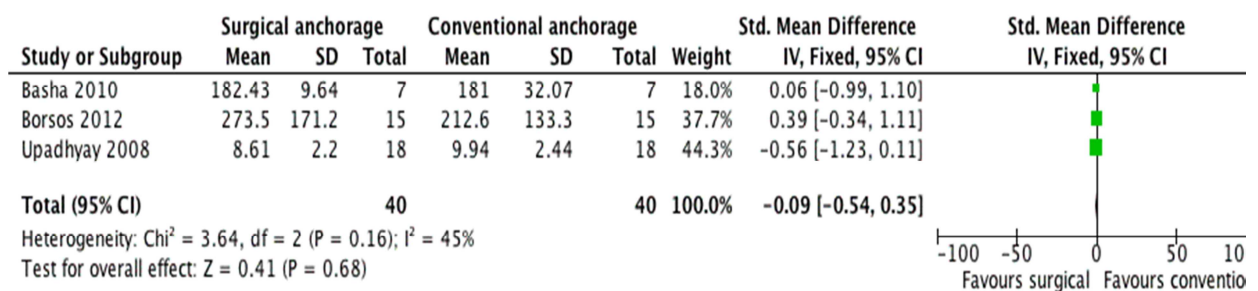 Surgical anchorage Conventional anchorage Std. Mean Difference Std. Mean Difference
Study or Subgroup Mean SD Total Mean SD Total Weight IV, Fixed, 95% CI IV, Fixed, 95% CI
Basha 2010 182.43 9.64 7 181 32.07 7 18.0% 0.06 [-0.99, 1.10]
Borsos 2012 273.5 171.2 15 212.6 133.3 15 37.7% 0.39 [-0.34, 1.11]
Upadhyay 2008 8.61 2.2 18 9.94 2.44 18 44.3% -0.56 [-1.23, 0.11]
Total (95% CI) 40 40 100.0% -0.09 [-0.54, 0.35]
Heterogeneity: Chi² = 3.64, df = 2 (P = 0.16); I² = 45%
Test for overall effect: Z = 0.41 (P = 0.68)
-100 -50 0 50 10
Favours surgical Favours conventio